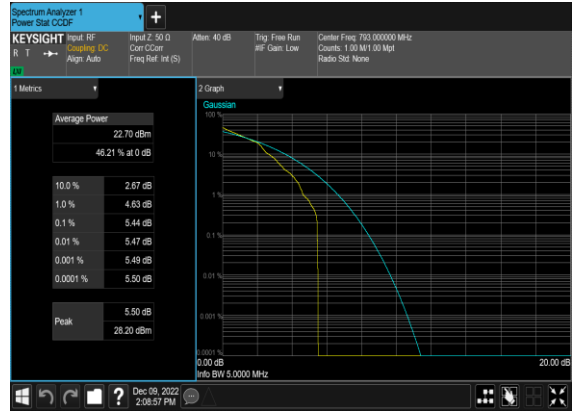 Spectrum Analyzer 1
Power Stat CCDF
KEYSIGHT
R T
LV
Input: RF
Coupling: DC
Align: Auto
Input Z: 50 Ω
Corr CCorr
Freq Ref: Int (S)
Atten: 40 dB
Trig: Free Run
#IF Gain: Low
Center Freq: 793.000000 MHz
Counts: 1.00 M/1.00 Mpt
Radio Std: None
1 Metrics
Average Power
22.70 dBm
46.21 % at 0 dB
10.0 % 2.67 dB
1.0 % 4.63 dB
0.1 % 5.44 dB
0.01 % 5.47 dB
0.001 % 5.49 dB
0.0001 % 5.50 dB
Peak
5.50 dB
28.20 dBm
2 Graph
Gaussian
100 %
10 %
1 %
0.1 %
0.01 %
0.001 %
0.0001 %
0.00 dB
20.00 dB
Info BW 5.0000 MHz
Dec 09, 2022
2:08:57 PM